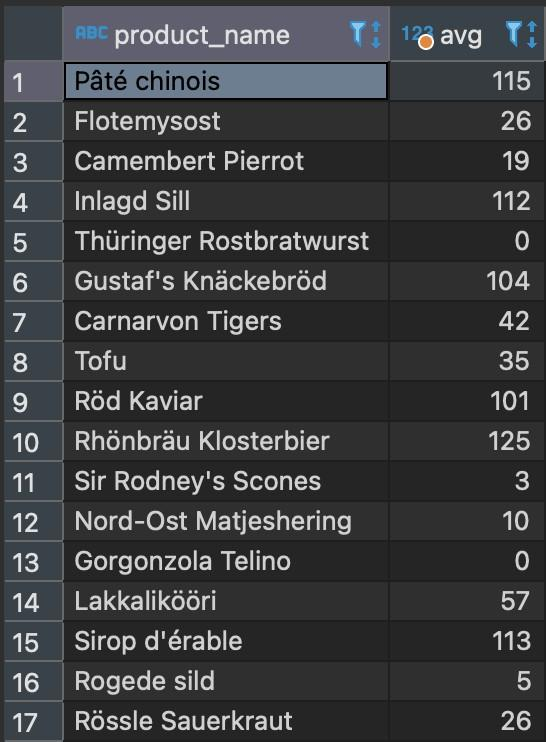 ABC product_name 123 avg
1 Pâté chinois 115
2 Flotemysost 26
3 Camembert Pierrot 19
4 Inlagd Sill 112
5 Thüringer Rostbratwurst 0
6 Gustaf's Knäckebröd 104
7 Carnarvon Tigers 42
8 Tofu 35
9 Röd Kaviar 101
10 Rhönbräu Klosterbier 125
11 Sir Rodney's Scones 3
12 Nord-Ost Matjeshering 10
13 Gorgonzola Telino 0
14 Lakkalikööri 57
15 Sirop d'érable 113
16 Rogede sild 5
17 Rössle Sauerkraut 26